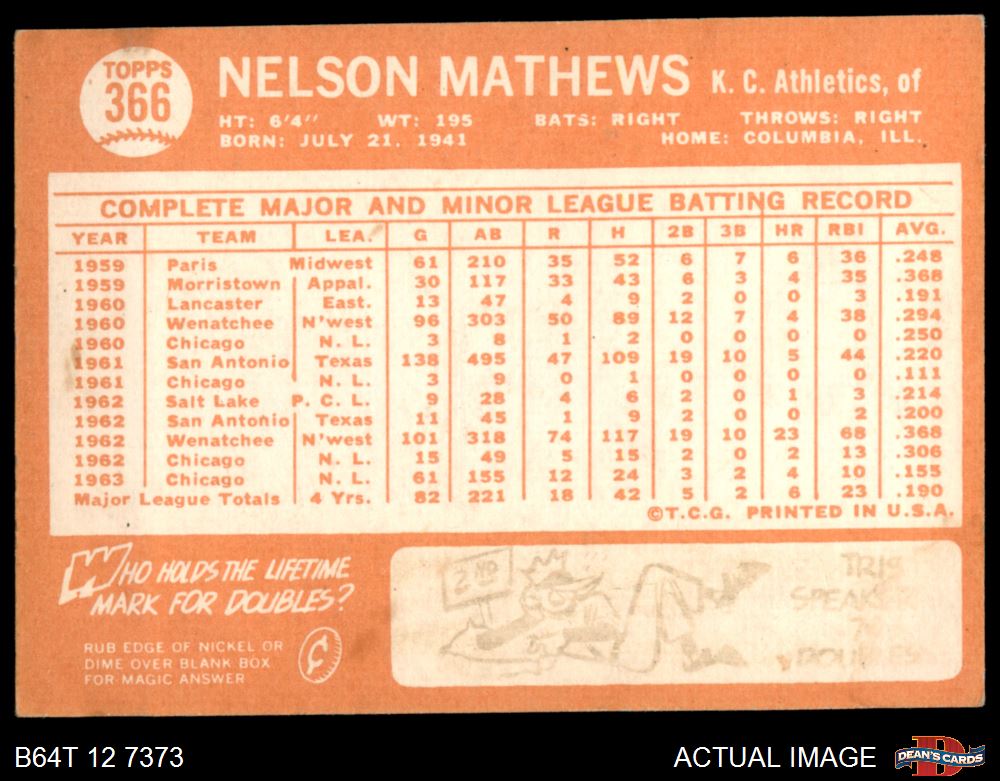 TOPPS
366
NELSON MATHEWS K. C. Athletics, of
HT: 6'4" WT: 195 BATS: RIGHT THROWS: RIGHT
BORN: JULY 21, 1941 HOME: COLUMBIA, ILL.
COMPLETE MAJOR AND MINOR LEAGUE BATTING RECORD
YEAR TEAM LEA. G AB R H 2B 3B HR RBI AVG.
1959 Paris Midwest 61 210 35 52 6 7 6 36 .248
1959 Morristown Appal. 30 117 33 43 6 3 4 35 .368
1960 Lancaster East. 13 47 4 9 2 0 0 3 .191
1960 Wenatchee N'west 96 303 50 89 12 7 4 38 .294
1960 Chicago N. L. 3 8 1 2 0 0 0 0 .250
1961 San Antonio Texas 138 495 47 109 19 10 5 44 .220
1961 Chicago N. L. 3 9 0 1 0 0 0 0 .111
1962 Salt Lake P. C. L. 9 28 4 6 2 0 1 3 .214
1962 San Antonio Texas 11 45 1 9 2 0 0 2 .200
1962 Wenatchee N'west 101 318 74 117 19 10 23 68 .368
1962 Chicago N. L. 15 49 5 15 2 0 2 13 .306
1963 Chicago N. L. 61 155 12 24 3 2 4 10 .155
Major League Totals 4 Yrs. 82 221 18 42 5 2 6 23 .190
©T.C.G. PRINTED IN U.S.A.
WHO HOLDS THE LIFETIME
MARK FOR DOUBLES?
RUB EDGE OF NICKEL OR
DIME OVER BLANK BOX
FOR MAGIC ANSWER
2ND
TRIS
SPEAKER
DOUBLES
B64T 12 7373 ACTUAL IMAGE
D
DEAN'S CARDS